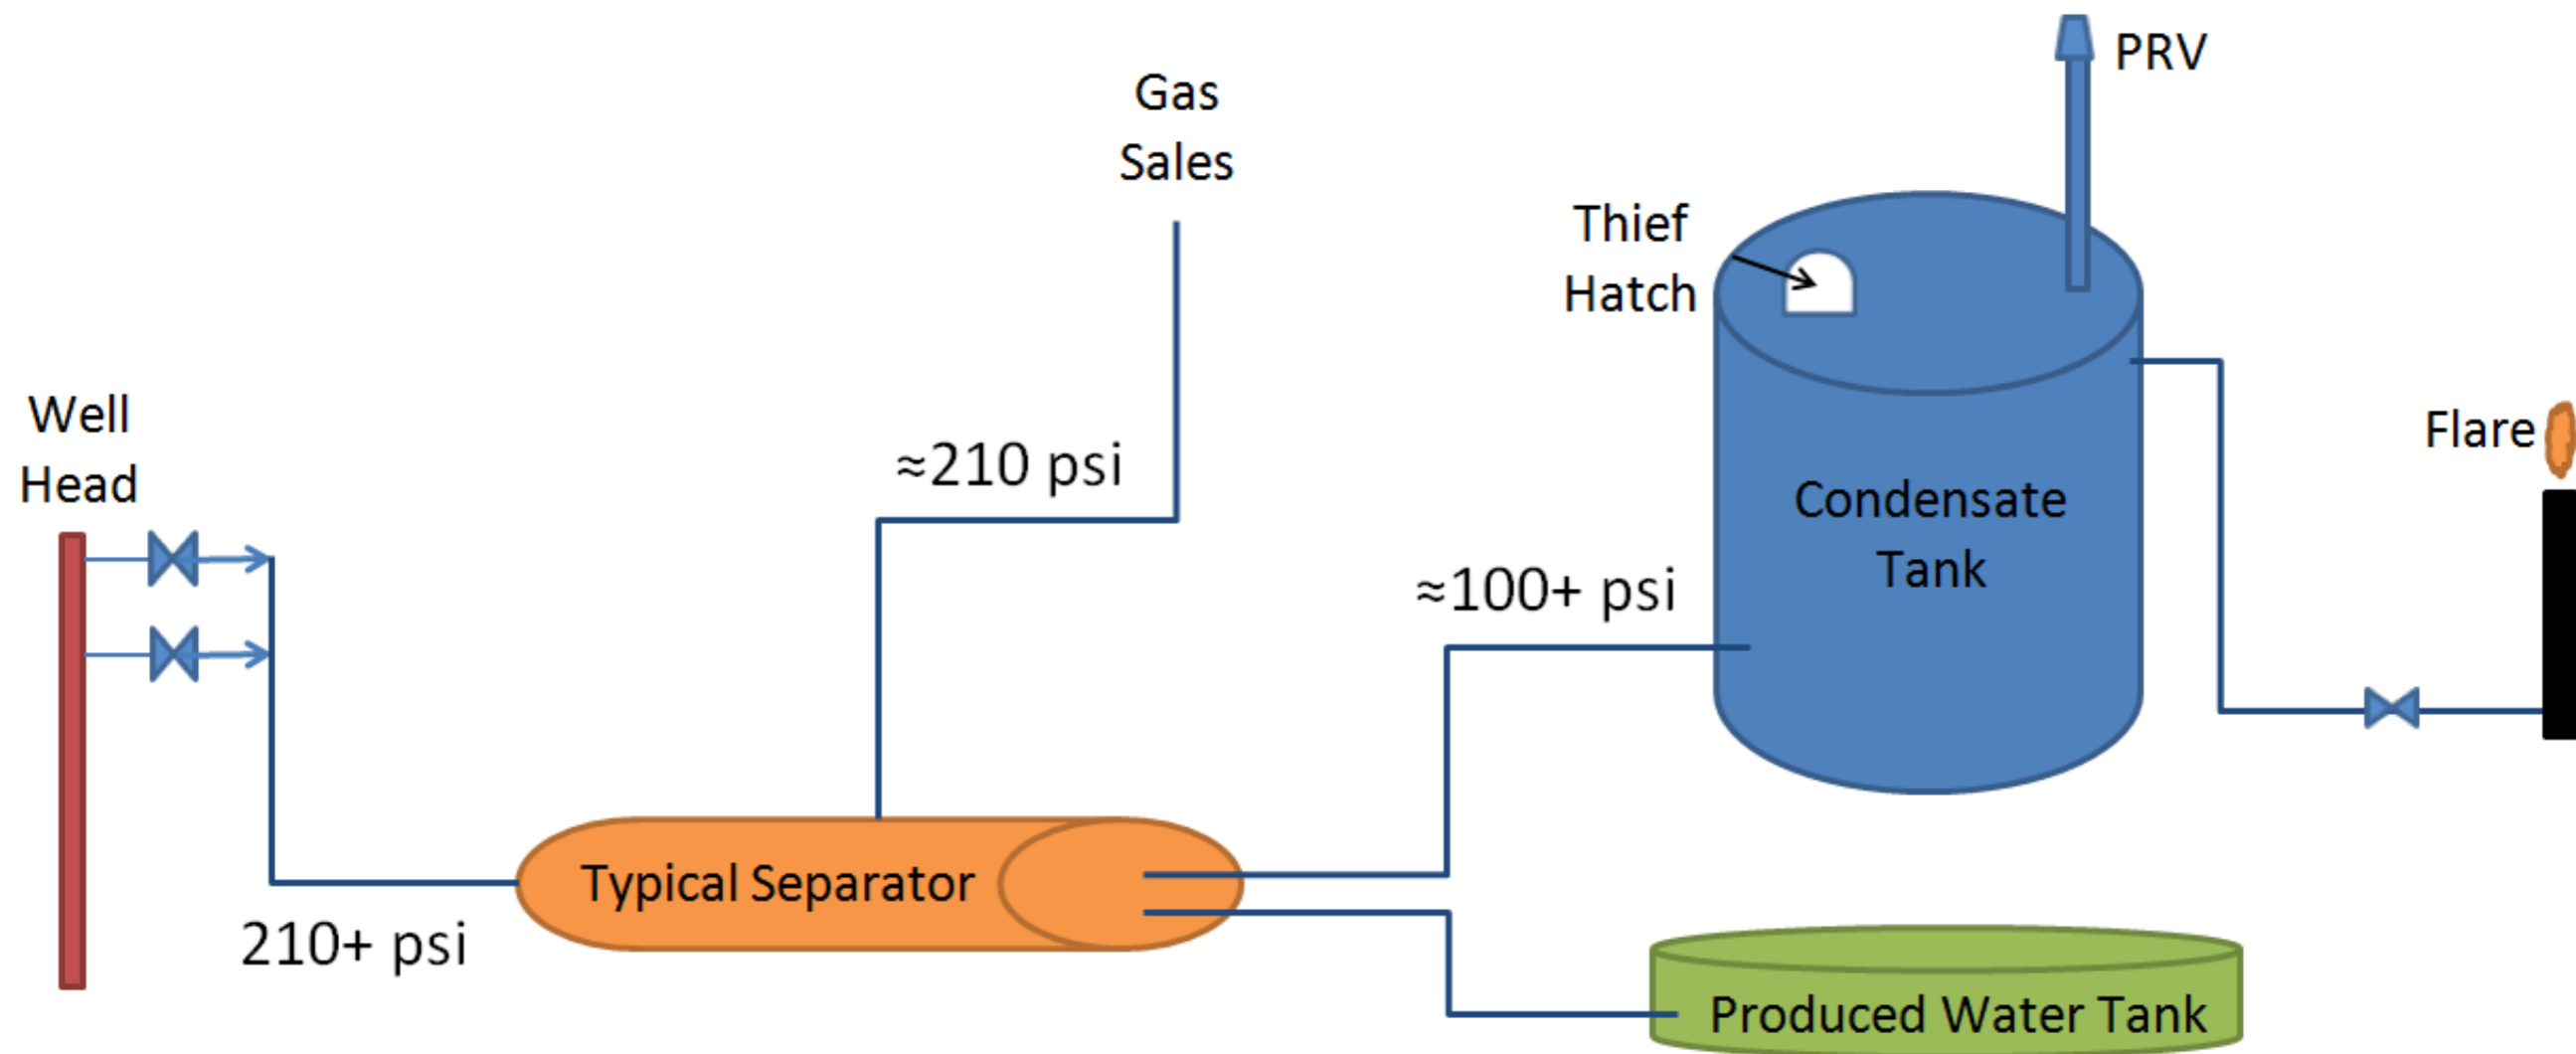 PRV
Gas
Sales
Thief
Hatch
Well
Head
Flare
≈210 psi
Condensate
Tank
≈100+ psi
Typical Separator
210+ psi
Produced Water Tank